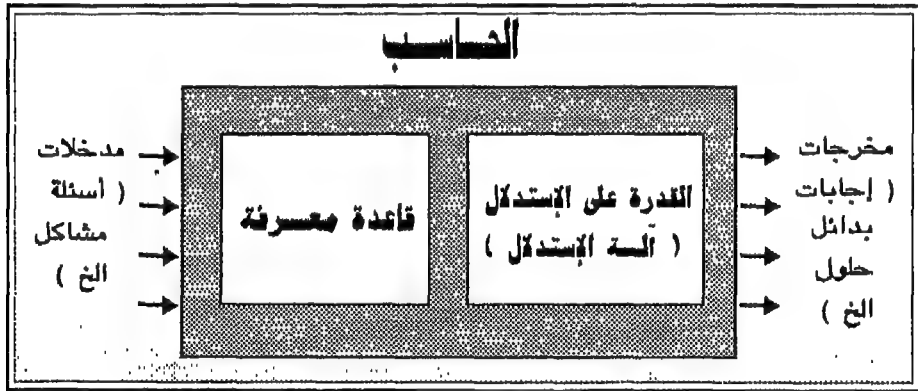 الحاسب
مدخلات
( أسئلة
مشاكل
الخ )
قاعدة معرفة
القدرة على الإستدلال
( آلة الإستدلال )
مخرجات
( إجابات
بدائل
حلول
الخ )